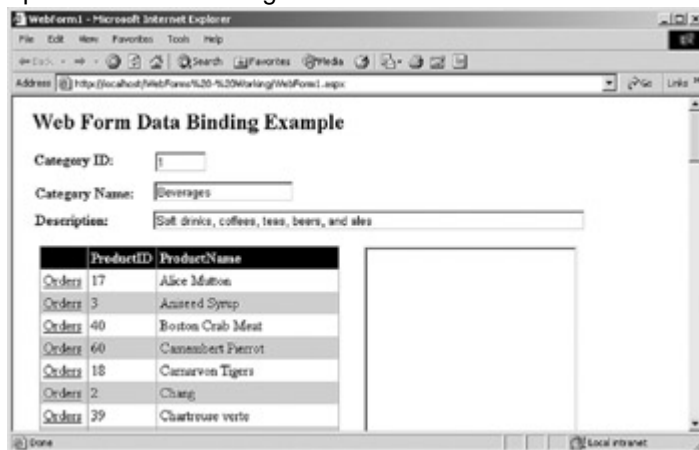 WebForm1 - Microsoft Internet Explorer
File Edit View Favorites Tools Help
Search Favorites Media
Address http://localhost/WebForms%20-%20Working/WebForm1.aspx Go Links
Web Form Data Binding Example
Category ID: 1
Category Name: Beverages
Description: Soft drinks, coffees, teas, beers, and ales
ProductID ProductName
Orders 17 Alice Mutton
Orders 3 Aniseed Syrup
Orders 40 Boston Crab Meat
Orders 60 Camembert Pierrot
Orders 18 Carnarvon Tigers
Orders 2 Chang
Orders 39 Chartreuse verte
Done Local intranet